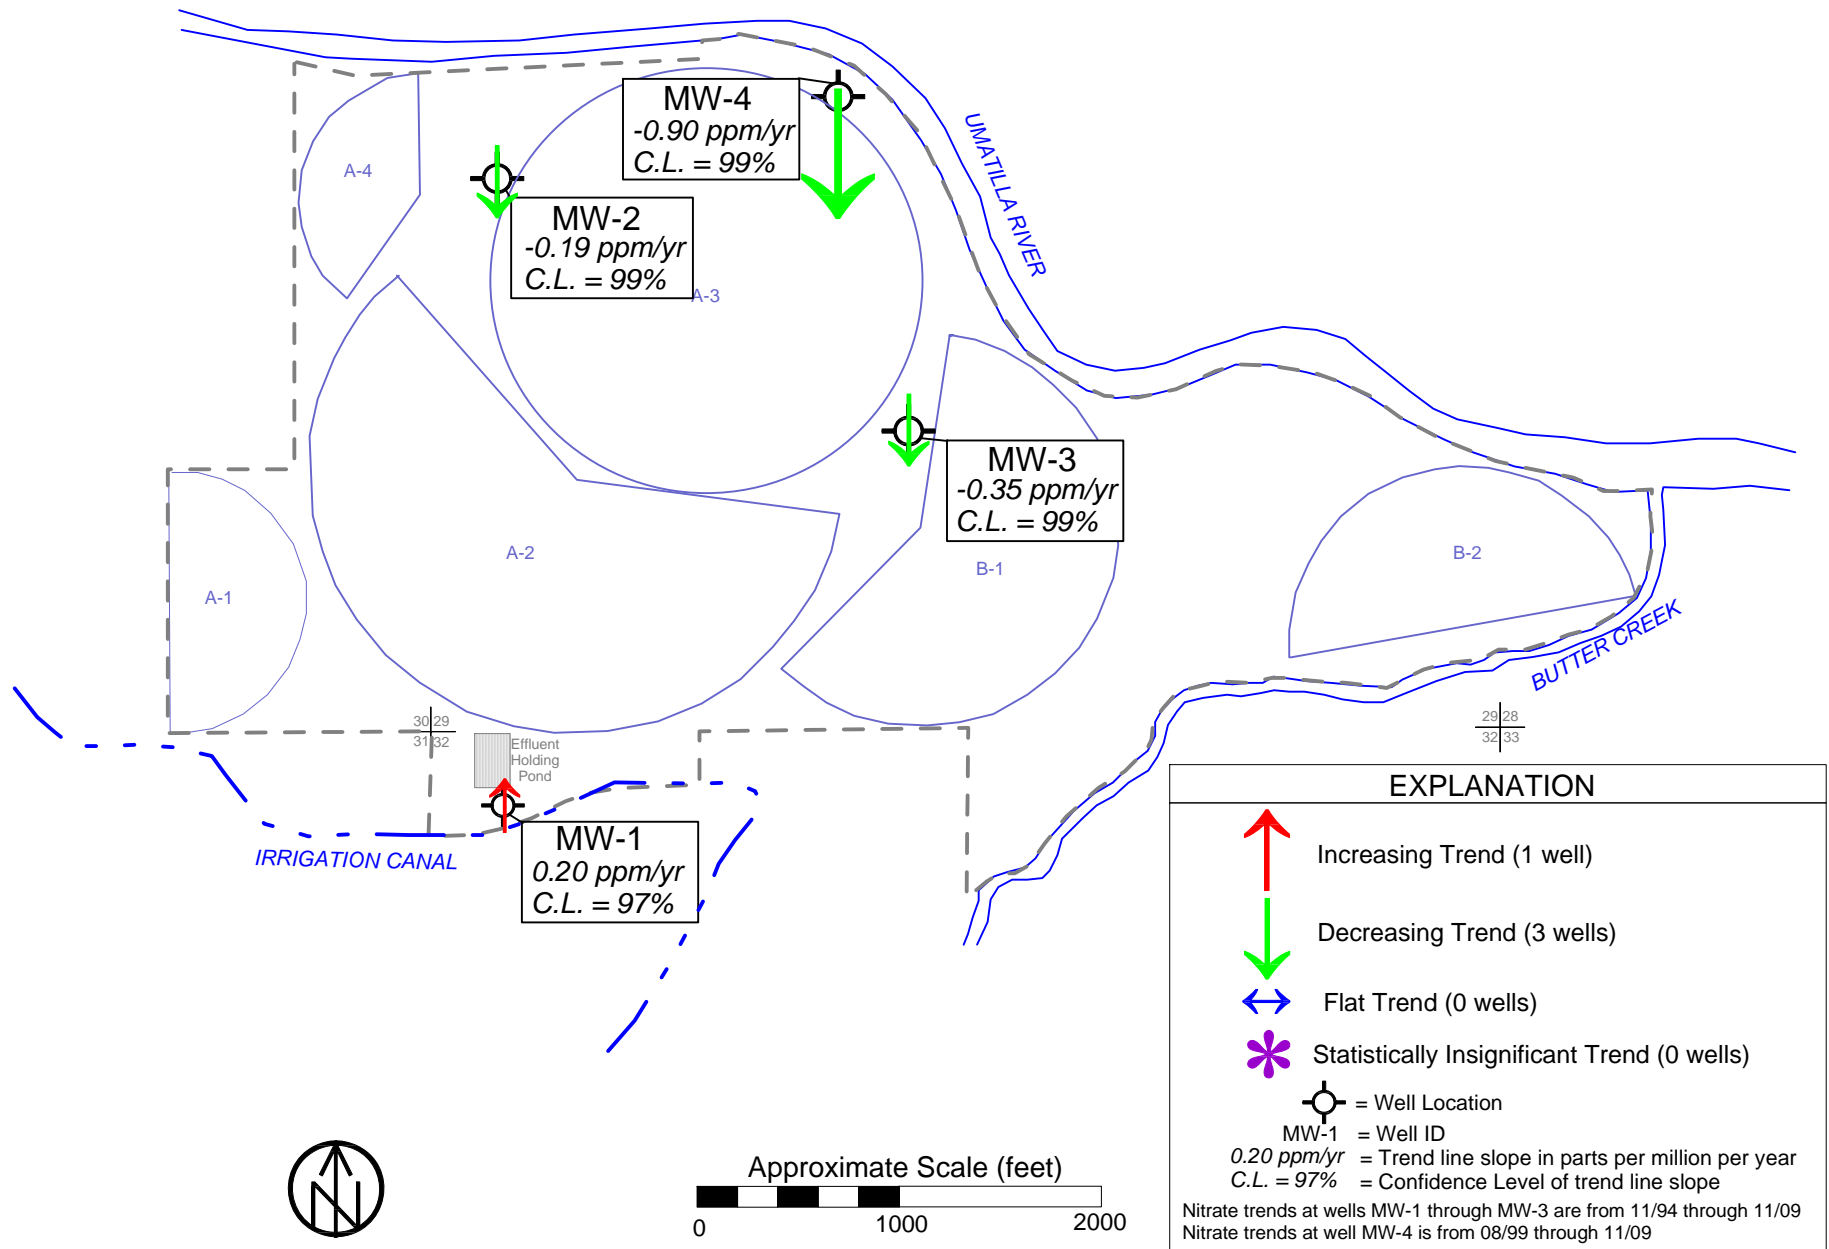 MW-4
-0.90 ppm/yr
C.L. = 99%
UMATILLA RIVER
A-4
MW-2
-0.19 ppm/yr
C.L. = 99%
A-3
MW-3
-0.35 ppm/yr
C.L. = 99%
A-2
B-1
B-2
A-1
BUTTER CREEK
30 29
31 32
Effluent
Holding
Pond
29 28
32 33
MW-1
0.20 ppm/yr
C.L. = 97%
IRRIGATION CANAL
EXPLANATION
Increasing Trend (1 well)
Decreasing Trend (3 wells)
Flat Trend (0 wells)
Statistically Insignificant Trend (0 wells)
= Well Location
MW-1 = Well ID
0.20 ppm/yr = Trend line slope in parts per million per year
C.L. = 97% = Confidence Level of trend line slope
Nitrate trends at wells MW-1 through MW-3 are from 11/94 through 11/09
Nitrate trends at well MW-4 is from 08/99 through 11/09
N
Approximate Scale (feet)
0 1000 2000